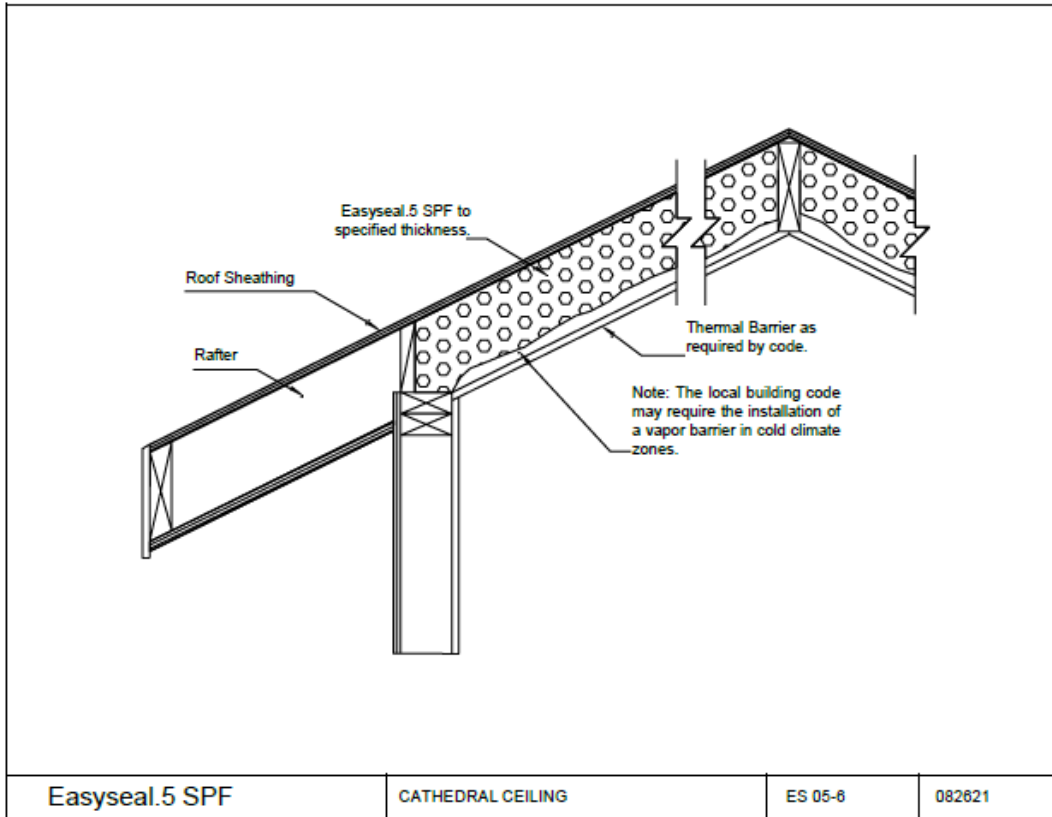 Easyseal.5 SPF to
specified thickness.
Roof Sheathing
Rafter
Thermal Barrier as
required by code.
Note: The local building code
may require the installation of
a vapor barrier in cold climate
zones.
Easyseal.5 SPF
CATHEDRAL CEILING
ES 05-6
082621